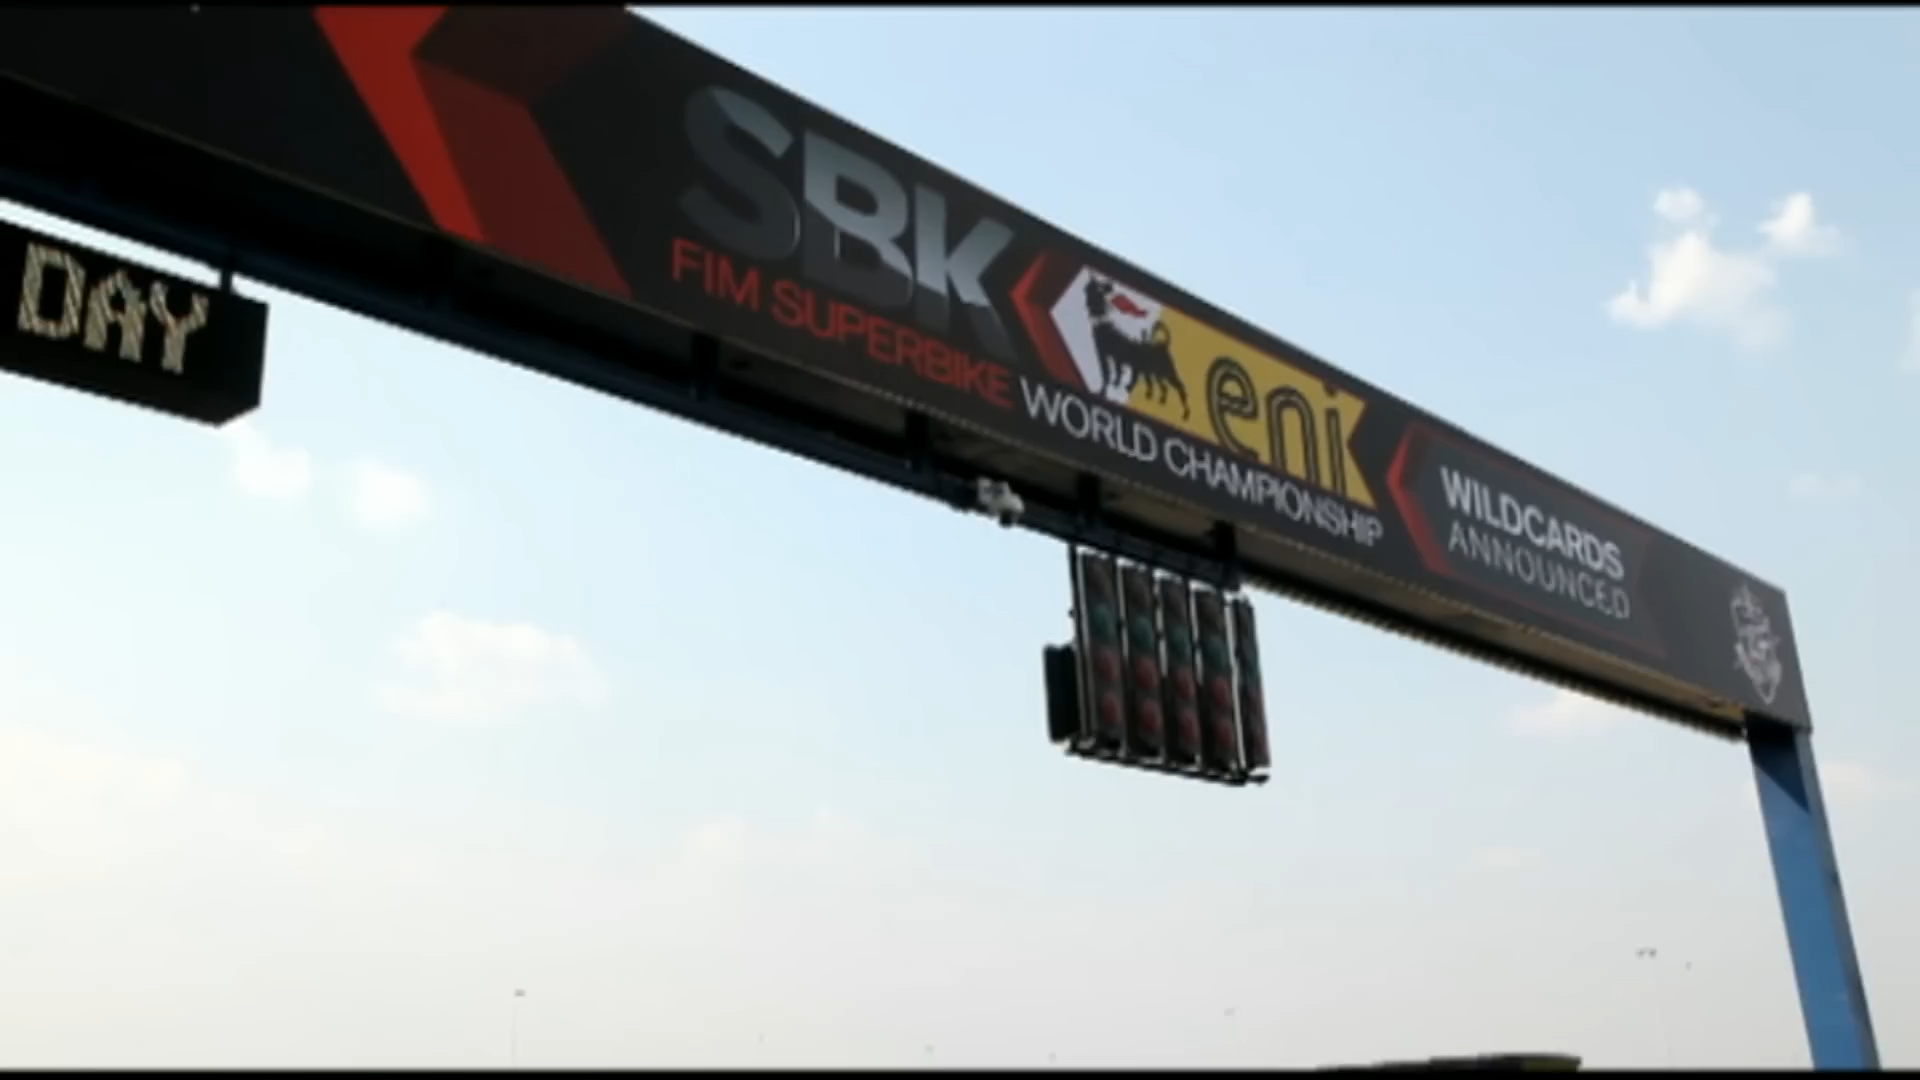 DAY
SBK
FIM SUPERBIKE WORLD CHAMPIONSHIP
eni
WILDCARDS
ANNOUNCED